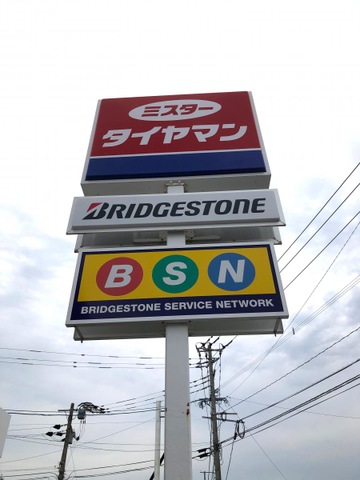 ミスター
タイヤマン
BRIDGESTONE
B S N
BRIDGESTONE SERVICE NETWORK